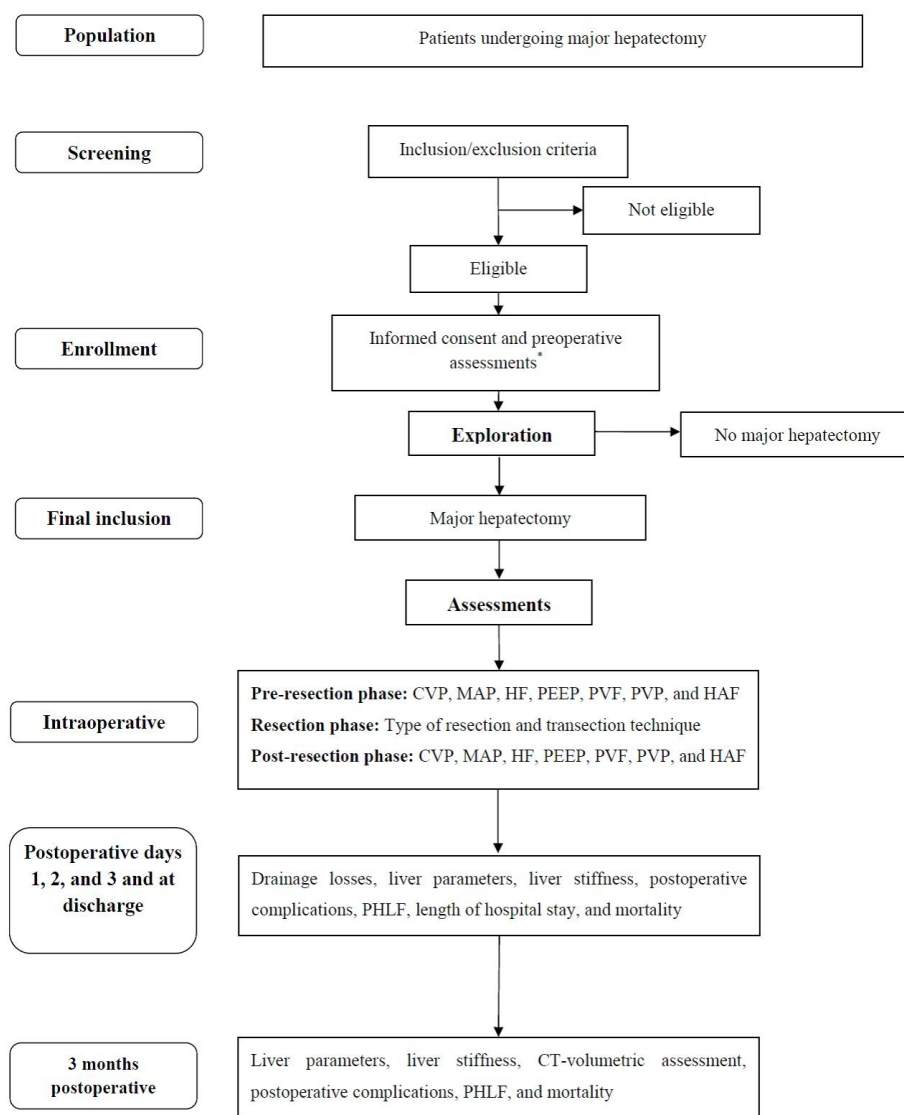 Population
Patients undergoing major hepatectomy
Screening
Inclusion/exclusion criteria
Not eligible
Eligible
Enrollment
Informed consent and preoperative
assessments*
Exploration
No major hepatectomy
Final inclusion
Major hepatectomy
Assessments
Intraoperative
Pre-resection phase: CVP, MAP, HF, PEEP, PVF, PVP, and HAF
Resection phase: Type of resection and transection technique
Post-resection phase: CVP, MAP, HF, PEEP, PVF, PVP, and HAF
Postoperative days
1, 2, and 3 and at
discharge
Drainage losses, liver parameters, liver stiffness, postoperative
complications, PHLF, length of hospital stay, and mortality
3 months
postoperative
Liver parameters, liver stiffness, CT-volumetric assessment,
postoperative complications, PHLF, and mortality